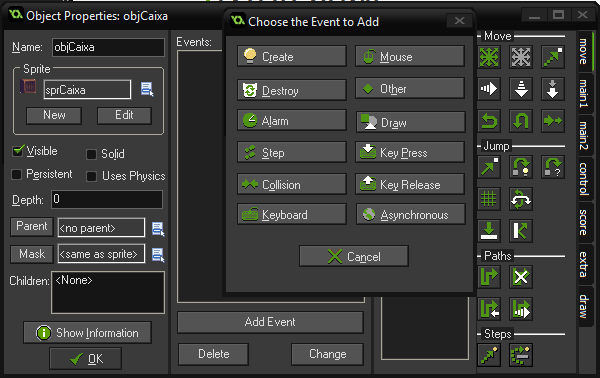 Object Properties: objCaixa
Name: objCaixa
Sprite
sprCaixa
New Edit
Visible Solid
Persistent Uses Physics
Depth: 0
Parent <no parent>
Mask <same as sprite>
Children: <None>
Show Information
OK
Events:
Add Event
Delete Change
Choose the Event to Add
Create Mouse
Destroy Other
Alarm Draw
Step Key Press
Collision Key Release
Keyboard Asynchronous
Cancel
Move
Jump
Paths
Steps
move
main1
main2
control
score
extra
draw